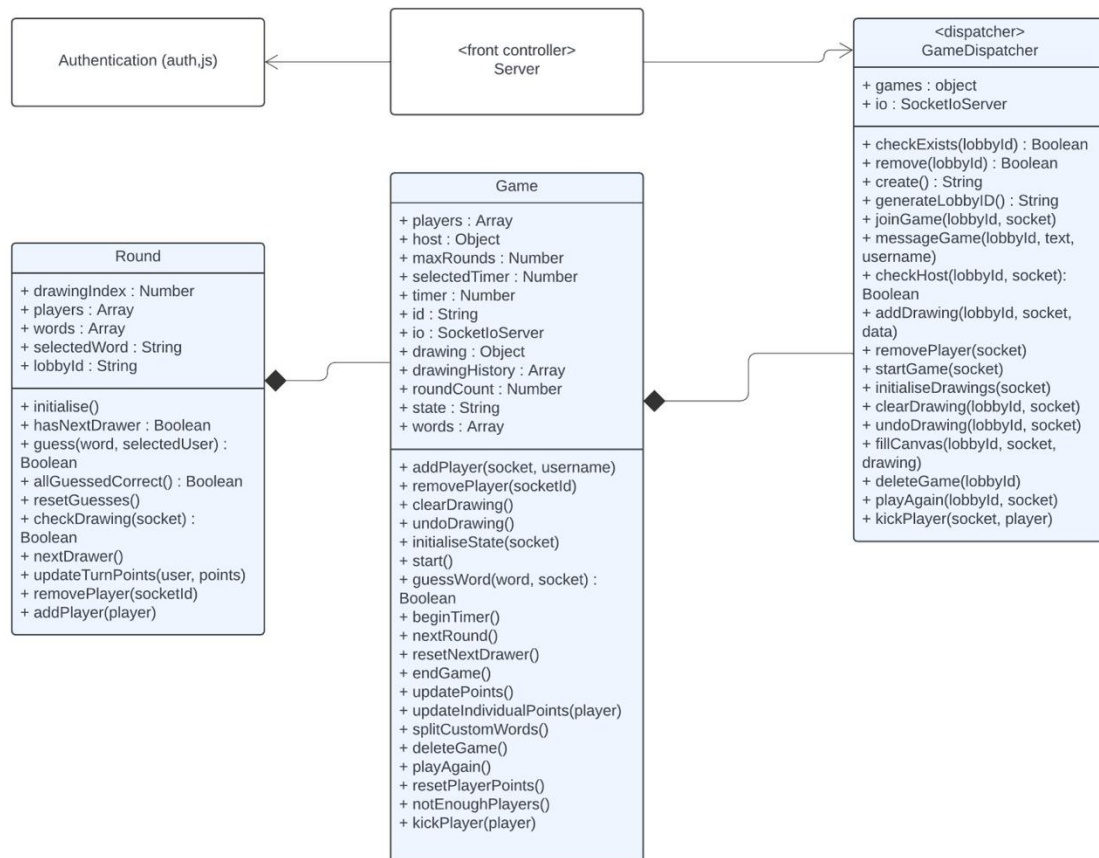 Authentication (auth,js)
<front controller>
Server
<dispatcher>
GameDispatcher
+ games : object
+ io : SocketIoServer
+ checkExists(lobbyId) : Boolean
+ remove(lobbyId) : Boolean
+ create() : String
+ generateLobbyID() : String
+ joinGame(lobbyId, socket)
+ messageGame(lobbyId, text,
username)
+ checkHost(lobbyId, socket):
Boolean
+ addDrawing(lobbyId, socket,
data)
+ removePlayer(socket)
+ startGame(socket)
+ initialiseDrawings(socket)
+ clearDrawing(lobbyId, socket)
+ undoDrawing(lobbyId, socket)
+ fillCanvas(lobbyId, socket,
drawing)
+ deleteGame(lobbyId)
+ playAgain(lobbyId, socket)
+ kickPlayer(socket, player)
Game
+ players : Array
+ host : Object
+ maxRounds : Number
+ selectedTimer : Number
+ timer : Number
+ id : String
+ io : SocketIoServer
+ drawing : Object
+ drawingHistory : Array
+ roundCount : Number
+ state : String
+ words : Array
+ addPlayer(socket, username)
+ removePlayer(socketId)
+ clearDrawing()
+ undoDrawing()
+ initialiseState(socket)
+ start()
+ guessWord(word, socket) :
Boolean
+ beginTimer()
+ nextRound()
+ resetNextDrawer()
+ endGame()
+ updatePoints()
+ updateIndividualPoints(player)
+ splitCustomWords()
+ deleteGame()
+ playAgain()
+ resetPlayerPoints()
+ notEnoughPlayers()
+ kickPlayer(player)
Round
+ drawingIndex : Number
+ players : Array
+ words : Array
+ selectedWord : String
+ lobbyId : String
+ initialise()
+ hasNextDrawer : Boolean
+ guess(word, selectedUser) :
Boolean
+ allGuessedCorrect() : Boolean
+ resetGuesses()
+ checkDrawing(socket) :
Boolean
+ nextDrawer()
+ updateTurnPoints(user, points)
+ removePlayer(socketId)
+ addPlayer(player)